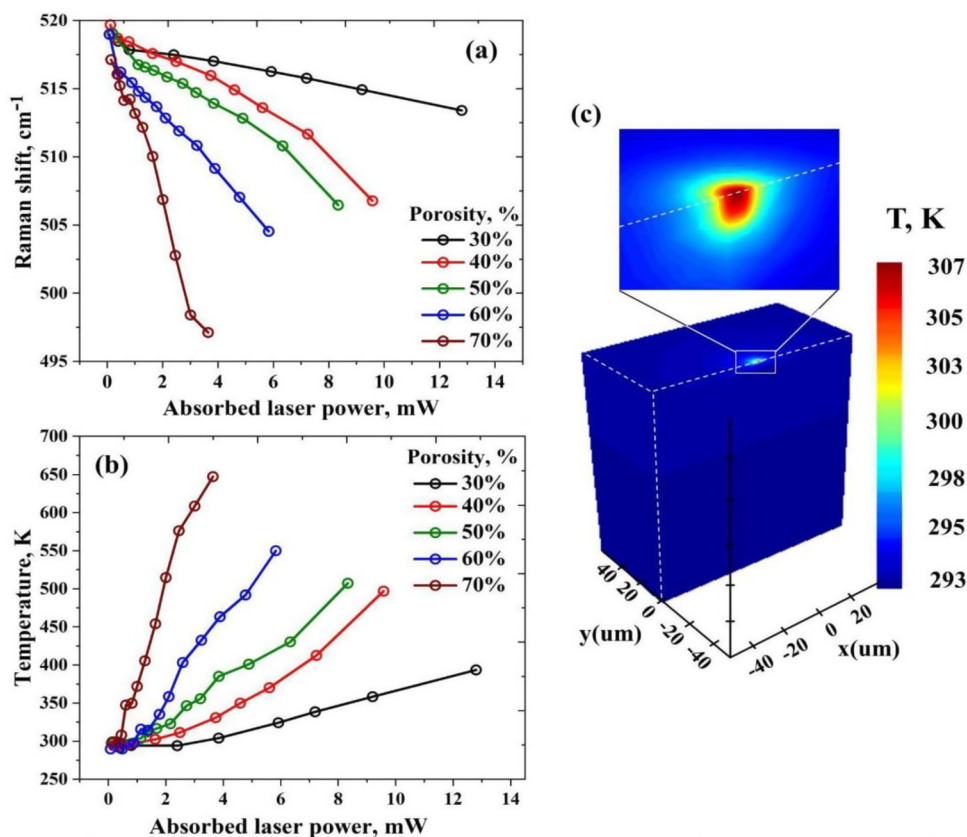 (a)
520
515
510
505
500
495
Raman shift, cm⁻¹
Porosity, %
30%
40%
50%
60%
70%
0 2 4 6 8 10 12 14
Absorbed laser power, mW
(b)
700
650
600
550
500
450
400
350
300
250
Temperature, K
Porosity, %
30%
40%
50%
60%
70%
0 2 4 6 8 10 12 14
Absorbed laser power, mW
(c)
T, K
307
305
303
300
298
295
293
40 20 0 -20 -40
y(um)
-40 -20 0 20
x(um)